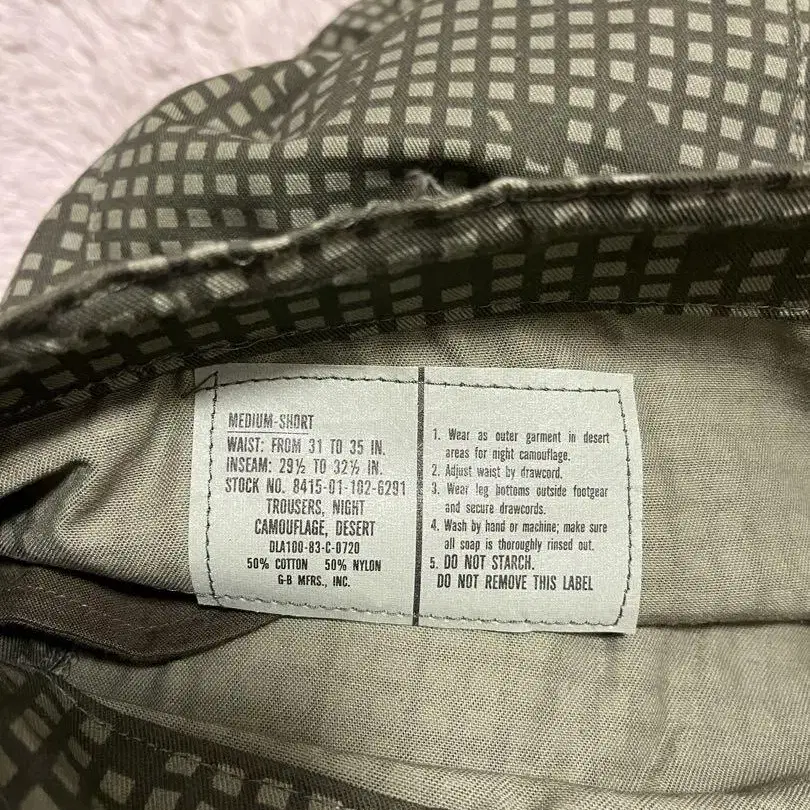 MEDIUM-SHORT
WAIST: FROM 31 TO 35 IN.
INSEAM: 29½ TO 32½ IN.
STOCK NO. 8415-01-102-6291
TROUSERS, NIGHT
CAMOUFLAGE, DESERT
DLA100-83-C-0720
50% COTTON 50% NYLON
G-B MFRS., INC.
1. Wear as outer garment in desert
areas for night camouflage.
2. Adjust waist by drawcord.
3. Wear leg bottoms outside footgear
and secure drawcords.
4. Wash by hand or machine; make sure
all soap is thoroughly rinsed out.
5. DO NOT STARCH.
DO NOT REMOVE THIS LABEL